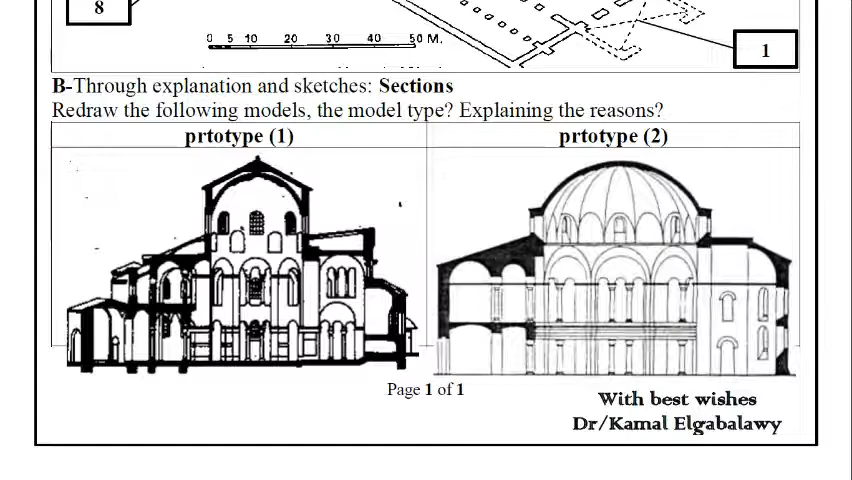 8
0 5 10 20 30 40 50 M.
1
B-Through explanation and sketches: Sections
Redraw the following models, the model type? Explaining the reasons?
prtotype (1)
prtotype (2)
Page 1 of 1
With best wishes
Dr/Kamal Elgabalawy